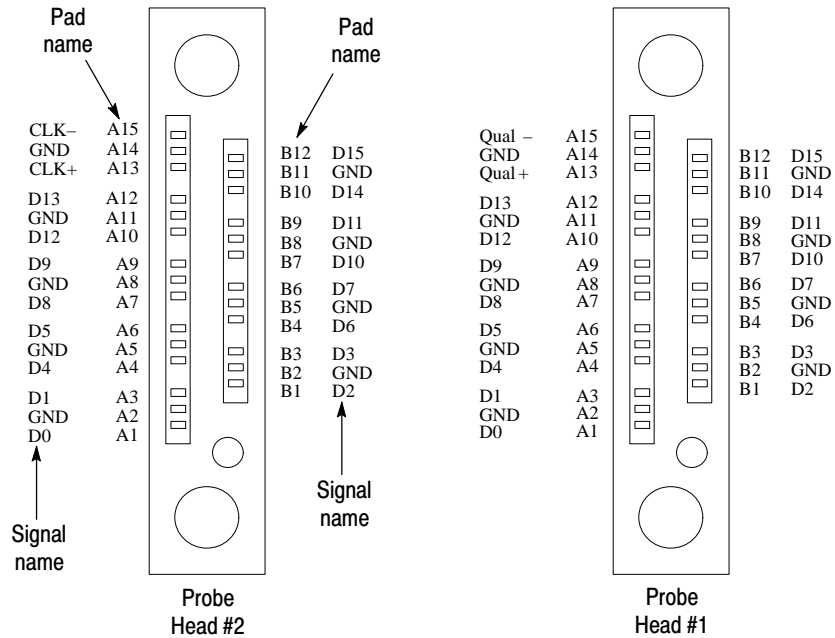 Pad name
Pad name
CLK– A15
GND A14
CLK+ A13
D13 A12
GND A11
D12 A10
D9 A9
GND A8
D8 A7
D5 A6
GND A5
D4 A4
D1 A3
GND A2
D0 A1
B12 D15
B11 GND
B10 D14
B9 D11
B8 GND
B7 D10
B6 D7
B5 GND
B4 D6
B3 D3
B2 GND
B1 D2
Signal name
Signal name
Probe Head #2
Qual – A15
GND A14
Qual + A13
D13 A12
GND A11
D12 A10
D9 A9
GND A8
D8 A7
D5 A6
GND A5
D4 A4
D1 A3
GND A2
D0 A1
B12 D15
B11 GND
B10 D14
B9 D11
B8 GND
B7 D10
B6 D7
B5 GND
B4 D6
B3 D3
B2 GND
B1 D2
Probe Head #1